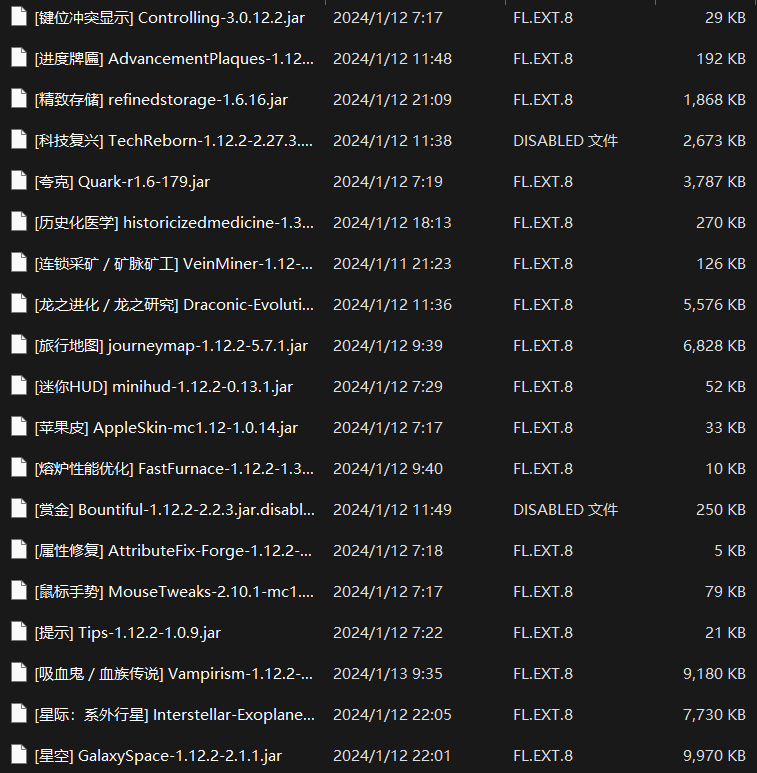 [键位冲突显示] Controlling-3.0.12.2.jar 2024/1/12 7:17 FL.EXT.8 29 KB
[进度牌匾] AdvancementPlaques-1.12... 2024/1/12 11:48 FL.EXT.8 192 KB
[精致存储] refinedstorage-1.6.16.jar 2024/1/12 21:09 FL.EXT.8 1,868 KB
[科技复兴] TechReborn-1.12.2-2.27.3.... 2024/1/12 11:38 DISABLED 文件 2,673 KB
[夸克] Quark-r1.6-179.jar 2024/1/12 7:19 FL.EXT.8 3,787 KB
[历史化医学] historicizedmedicine-1.3... 2024/1/12 18:13 FL.EXT.8 270 KB
[连锁采矿 / 矿脉矿工] VeinMiner-1.12-... 2024/1/11 21:23 FL.EXT.8 126 KB
[龙之进化 / 龙之研究] Draconic-Evoluti... 2024/1/12 11:36 FL.EXT.8 5,576 KB
[旅行地图] journeymap-1.12.2-5.7.1.jar 2024/1/12 9:39 FL.EXT.8 6,828 KB
[迷你HUD] minihud-1.12.2-0.13.1.jar 2024/1/12 7:29 FL.EXT.8 52 KB
[苹果皮] AppleSkin-mc1.12-1.0.14.jar 2024/1/12 7:17 FL.EXT.8 33 KB
[熔炉性能优化] FastFurnace-1.12.2-1.3... 2024/1/12 9:40 FL.EXT.8 10 KB
[赏金] Bountiful-1.12.2-2.2.3.jar.disabl... 2024/1/12 11:49 DISABLED 文件 250 KB
[属性修复] AttributeFix-Forge-1.12.2-... 2024/1/12 7:18 FL.EXT.8 5 KB
[鼠标手势] MouseTweaks-2.10.1-mc1.... 2024/1/12 7:17 FL.EXT.8 79 KB
[提示] Tips-1.12.2-1.0.9.jar 2024/1/12 7:22 FL.EXT.8 21 KB
[吸血鬼 / 血族传说] Vampirism-1.12.2-... 2024/1/13 9:35 FL.EXT.8 9,180 KB
[星际：系外行星] Interstellar-Exoplane... 2024/1/12 22:05 FL.EXT.8 7,730 KB
[星空] GalaxySpace-1.12.2-2.1.1.jar 2024/1/12 22:01 FL.EXT.8 9,970 KB